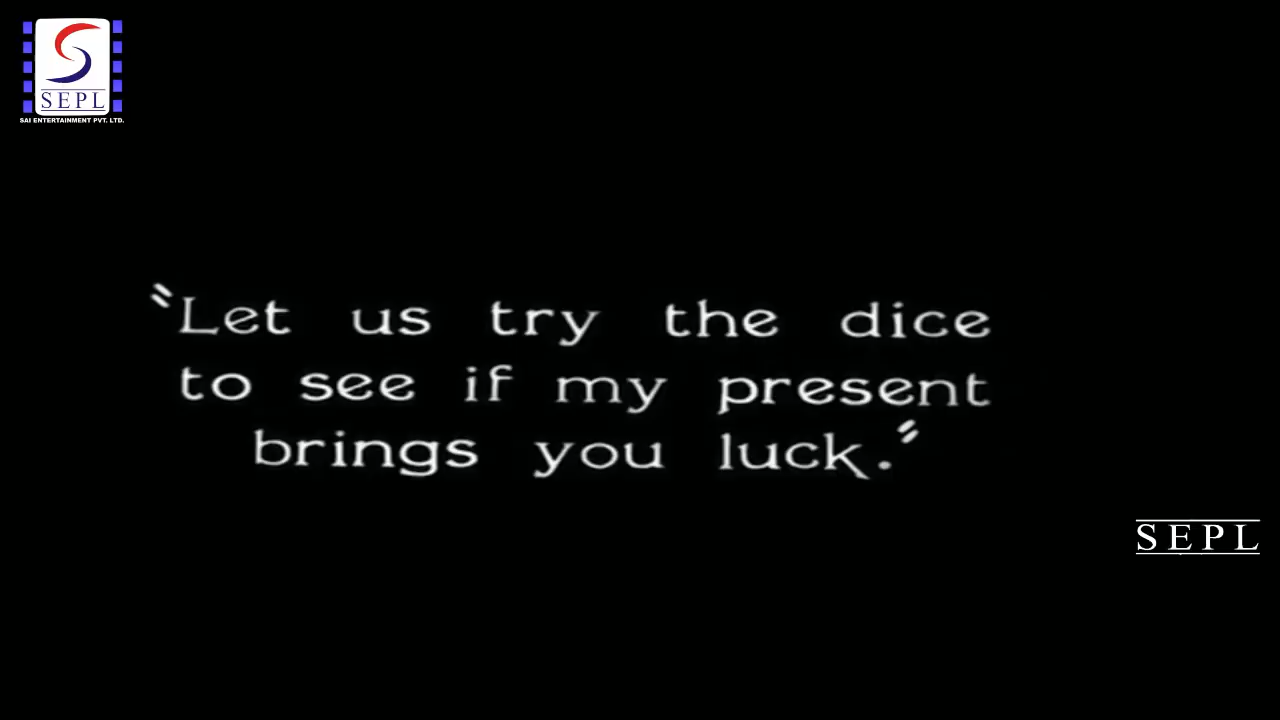 SEPL
SAI ENTERTAINMENT PVT. LTD.
"Let us try the dice
to see if my present
brings you luck."
SEPL